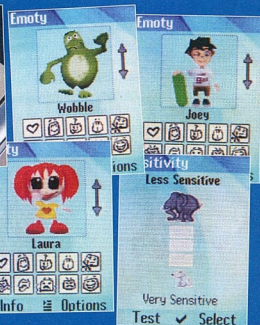 Emoty
Wobble
ions
Emoty
Joey
ty
Laura
Info Options
sitivity
Less Sensitive
Very Sensitive
Test Select